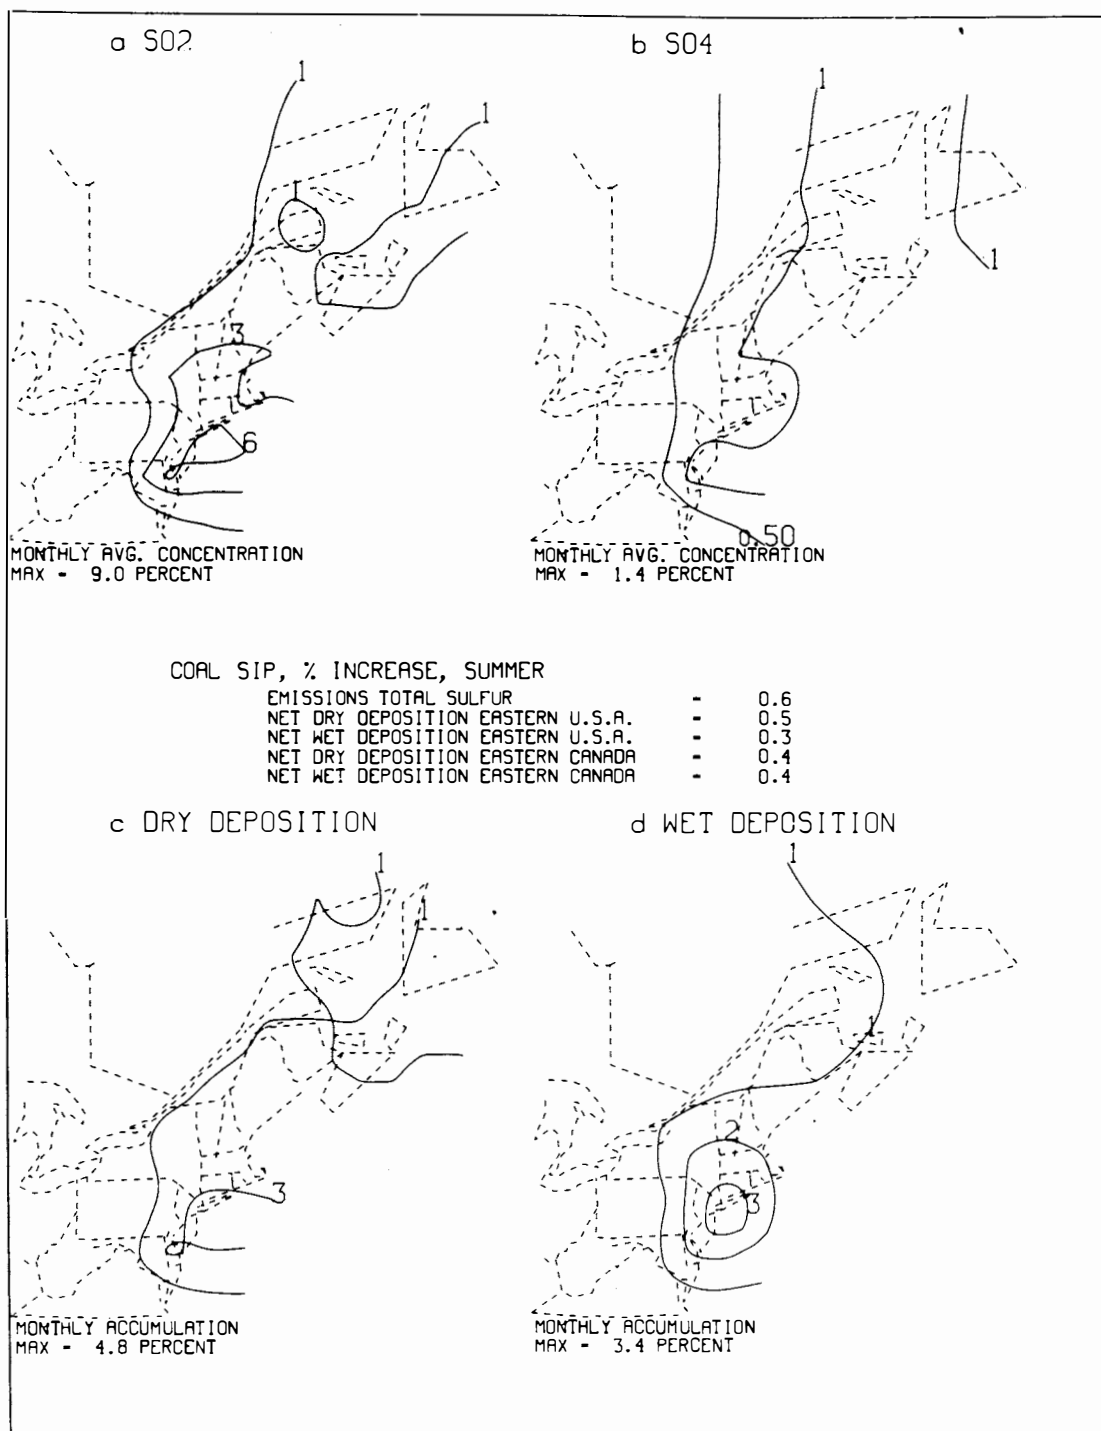 a SO2
b SO4
1
1
1
3
6
1
1
0.50
MONTHLY AVG. CONCENTRATION
MAX - 9.0 PERCENT
MONTHLY AVG. CONCENTRATION
MAX - 1.4 PERCENT
COAL SIP, % INCREASE, SUMMER
EMISSIONS TOTAL SULFUR - 0.6
NET DRY DEPOSITION EASTERN U.S.A. - 0.5
NET WET DEPOSITION EASTERN U.S.A. - 0.3
NET DRY DEPOSITION EASTERN CANADA - 0.4
NET WET DEPOSITION EASTERN CANADA - 0.4
c DRY DEPOSITION
d WET DEPOSITION
1
1
3
1
1
2
3
MONTHLY ACCUMULATION
MAX - 4.8 PERCENT
MONTHLY ACCUMULATION
MAX - 3.4 PERCENT